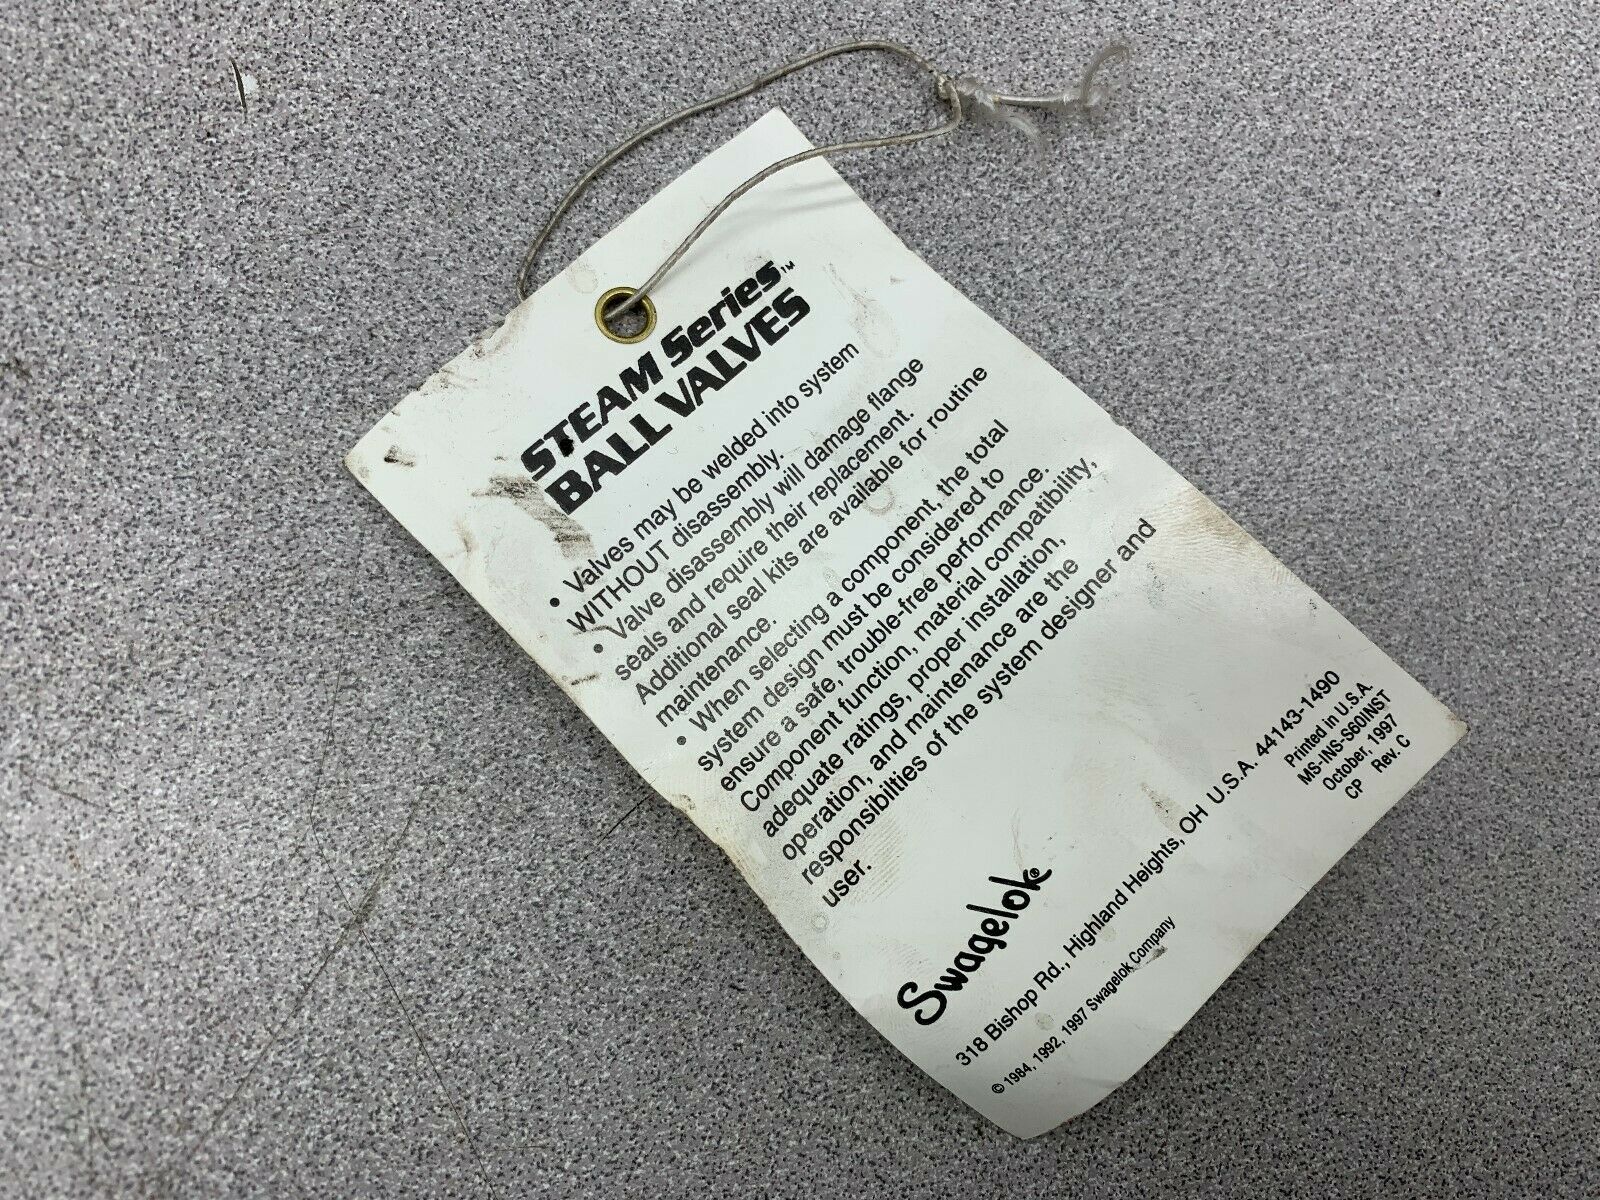 STEAM Series™
BALL VALVES
• Valves may be welded into system
WITHOUT disassembly.
• Valve disassembly will damage flange
seals and require their replacement.
Additional seal kits are available for routine
maintenance.
• When selecting a component, the total
system design must be considered to
ensure a safe, trouble-free performance.
Component function, material compatibility,
adequate ratings, proper installation,
operation, and maintenance are the
responsibilities of the system designer and
user.
Swagelok®
318 Bishop Rd., Highland Heights, OH U.S.A. 44143-1490
© 1984, 1992, 1997 Swagelok Company
Printed in U.S.A.
MS-INS-S60INST
October, 1997
CP Rev. C